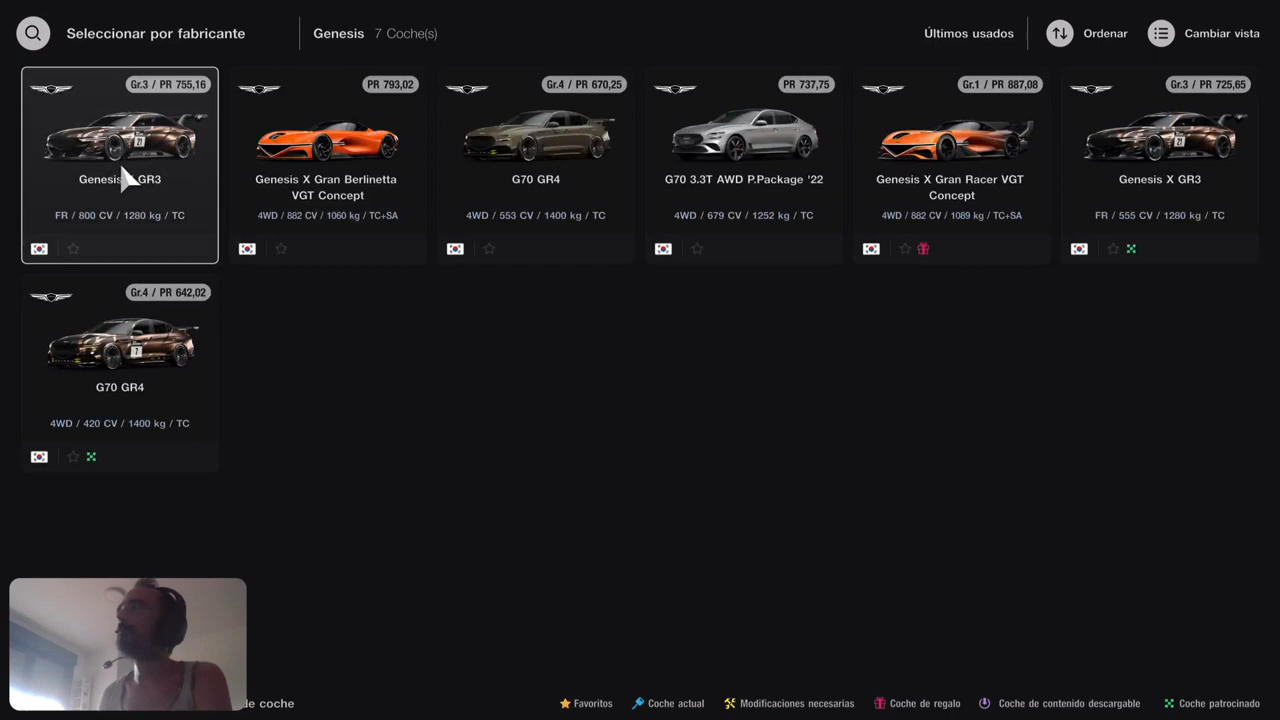 Seleccionar por fabricante
Genesis 7 Coche(s)
Últimos usados
Ordenar
Cambiar vista
Gr.3 / PR 755,16
21
Genesis X GR3
FR / 800 CV / 1280 kg / TC
PR 793,02
Genesis X Gran Berlinetta
VGT Concept
4WD / 882 CV / 1060 kg / TC+SA
Gr.4 / PR 670,25
G70 GR4
4WD / 553 CV / 1400 kg / TC
PR 737,75
G70 3.3T AWD P.Package '22
4WD / 679 CV / 1252 kg / TC
Gr.1 / PR 887,08
Genesis X Gran Racer VGT
Concept
4WD / 882 CV / 1089 kg / TC+SA
Gr.3 / PR 725,65
21
Genesis X GR3
FR / 555 CV / 1280 kg / TC
Gr.4 / PR 642,02
7
G70 GR4
4WD / 420 CV / 1400 kg / TC
de coche
Favoritos
Coche actual
Modificaciones necesarias
Coche de regalo
Coche de contenido descargable
Coche patrocinado